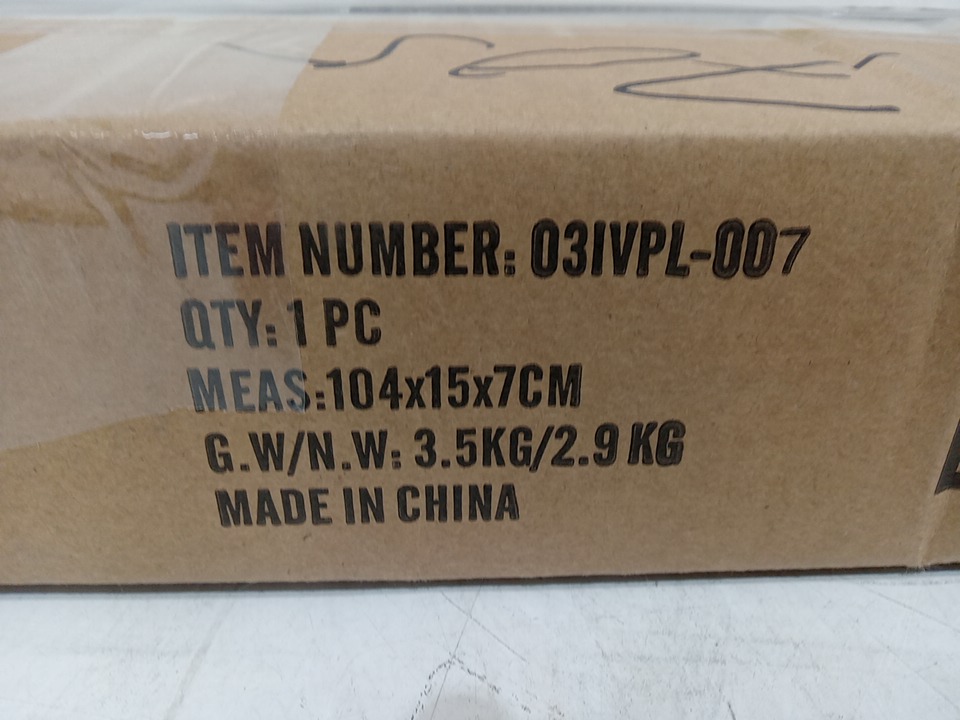 ITEM NUMBER: 03IVPL-007
QTY: 1 PC
MEAS:104x15x7CM
G.W/N.W: 3.5KG/2.9 KG
MADE IN CHINA